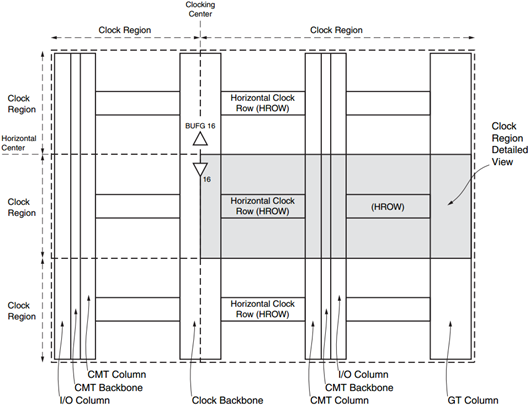 Clocking
Center
Clock Region
Clock Region
Clock
Region
Horizontal Clock
Row (HROW)
BUFG 16
Clock
Region
Detailed
View
Horizontal
Center
16
Clock
Region
Horizontal Clock
Row (HROW)
(HROW)
Clock
Region
Horizontal Clock
Row (HROW)
CMT Column
CMT Backbone
I/O Column
Clock Backbone
I/O Column
CMT Backbone
CMT Column
GT Column